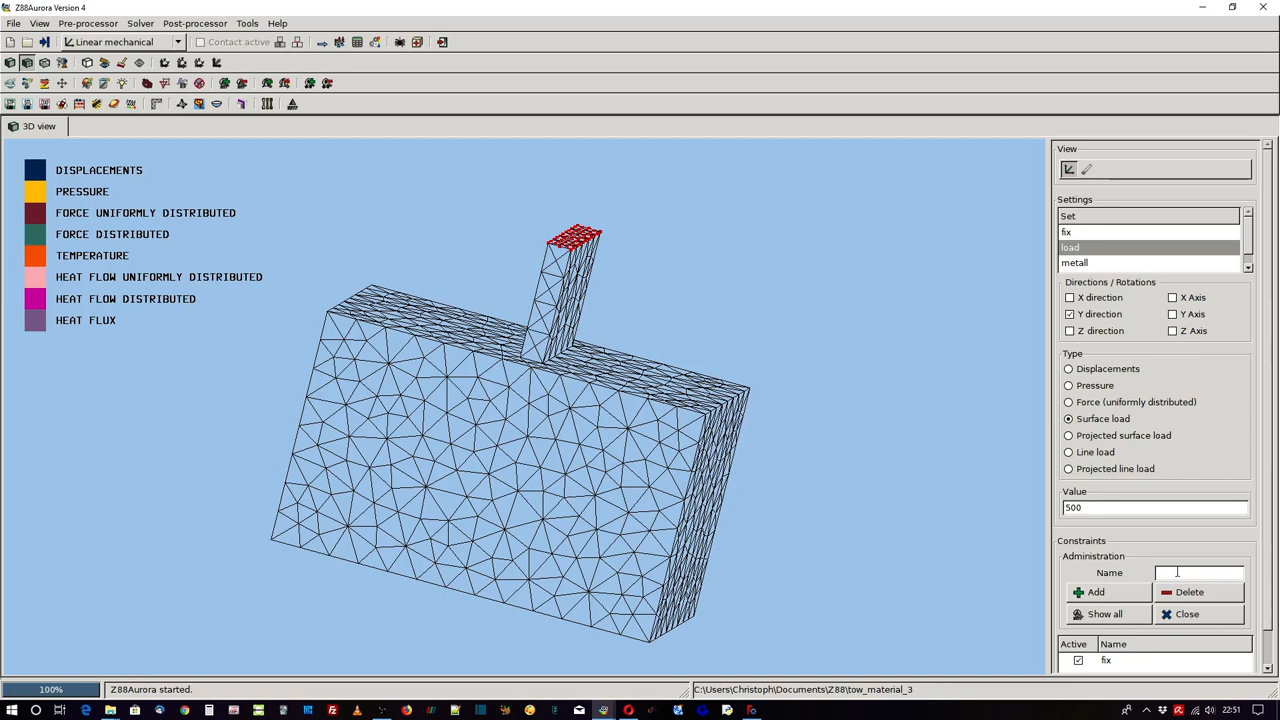 Z88Aurora Version 4
File View Pre-processor Solver Post-processor Tools Help
Linear mechanical Contact active
3D view
DISPLACEMENTS
PRESSURE
FORCE UNIFORMLY DISTRIBUTED
FORCE DISTRIBUTED
TEMPERATURE
HEAT FLOW UNIFORMLY DISTRIBUTED
HEAT FLOW DISTRIBUTED
HEAT FLUX
View
Settings
Set
fix
load
metall
Directions / Rotations
X direction X Axis
Y direction Y Axis
Z direction Z Axis
Type
Displacements
Pressure
Force (uniformly distributed)
Surface load
Projected surface load
Line load
Projected line load
Value
500
Constraints
Administration
Name
Add Delete
Show all Close
Active Name
fix
100% Z88Aurora started. C:\Users\Christoph\Documents\Z88\tow_material_3
22:51